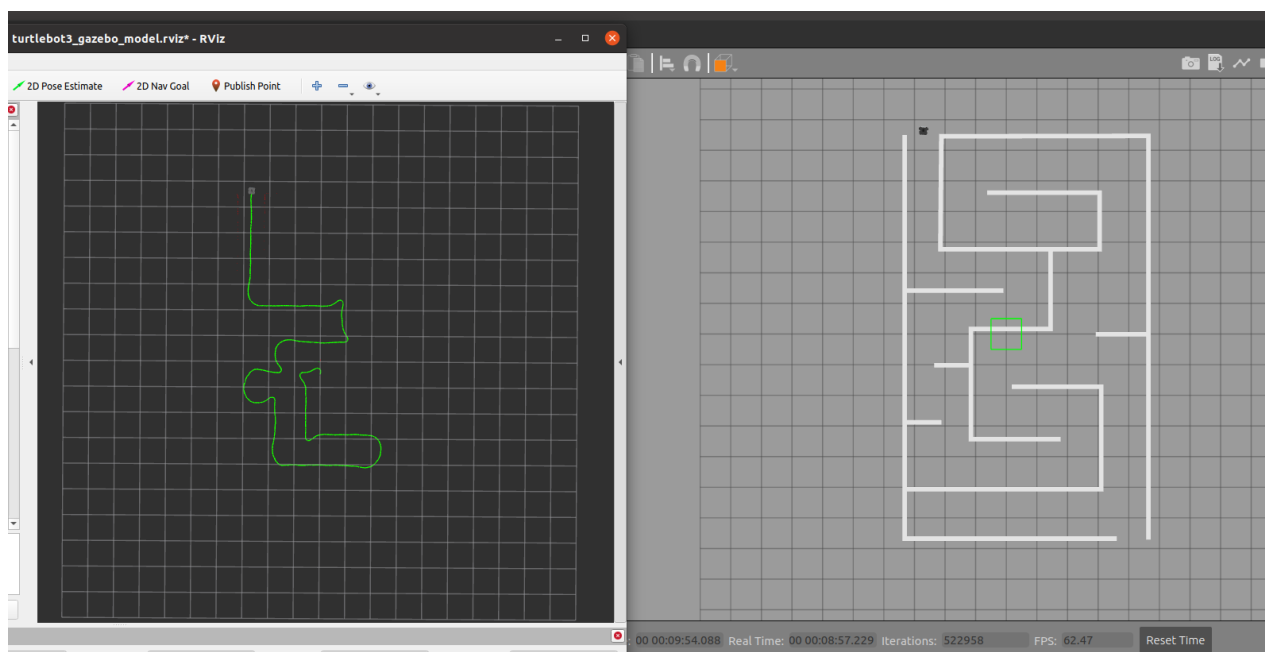 turtlebot3_gazebo_model.rviz* - RViz
2D Pose Estimate 2D Nav Goal Publish Point
LOG
00 00:09:54.088 Real Time: 00 00:08:57.229 Iterations: 522958 FPS: 62.47 Reset Time